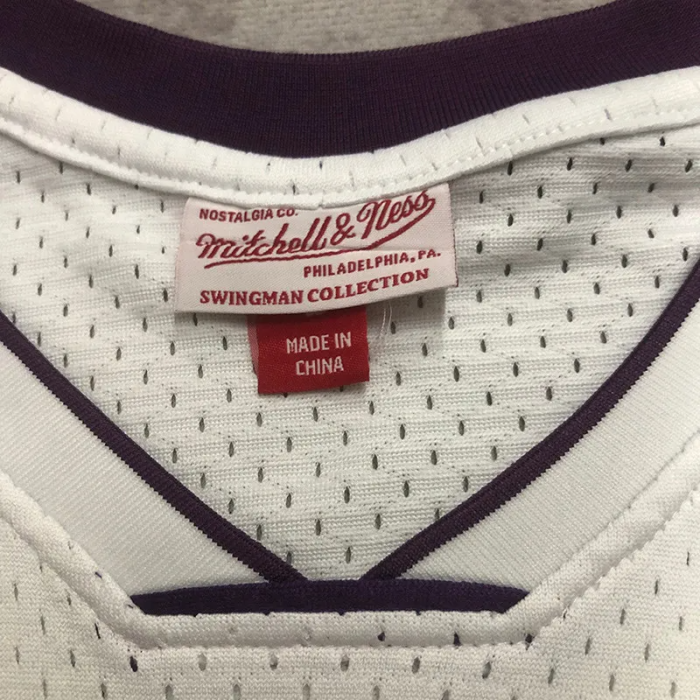 NOSTALGIA CO.
Mitchell & Ness
PHILADELPHIA, PA.
SWINGMAN COLLECTION
MADE IN
CHINA